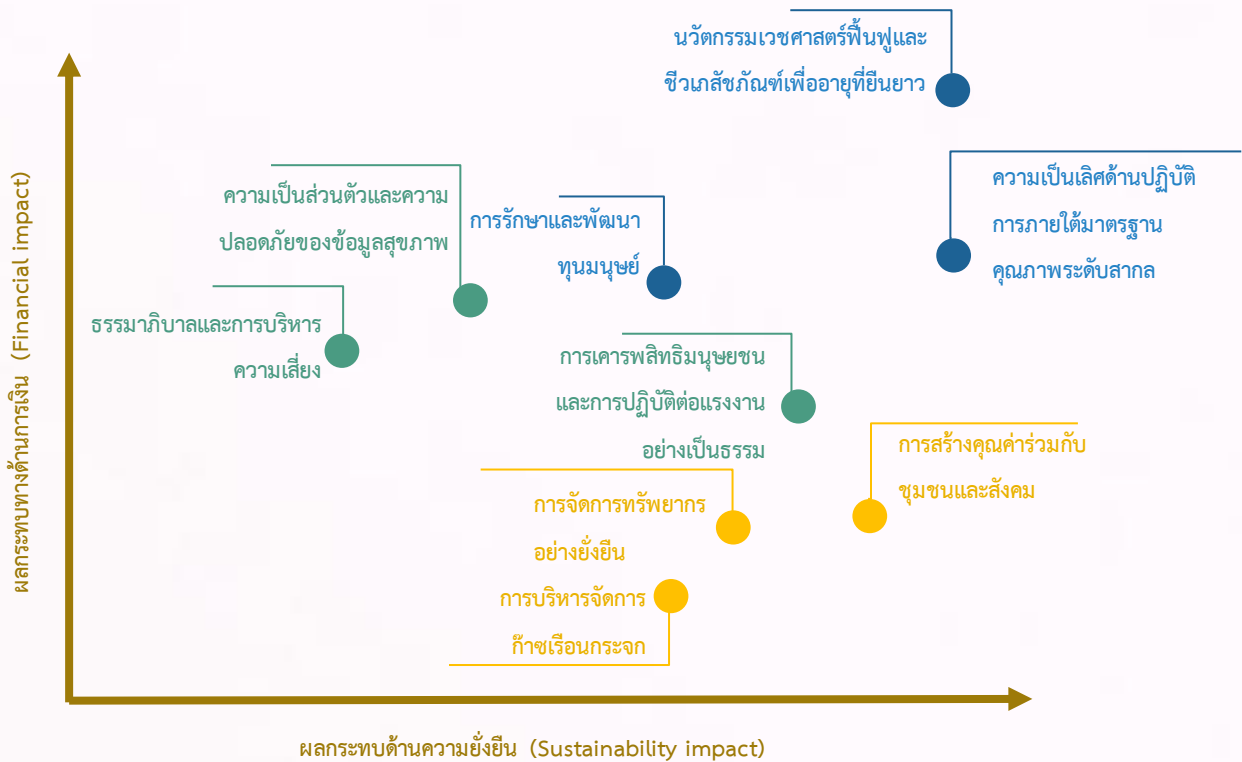 นวัตกรรมเวชศาสตร์ฟื้นฟูและ
ชีวเภสัชภัณฑ์เพื่ออายุที่ยืนยาว
ความเป็นเลิศด้านปฏิบัติ
การภายใต้มาตรฐาน
คุณภาพระดับสากล
ความเป็นส่วนตัวและความ
ปลอดภัยของข้อมูลสุขภาพ
การรักษาและพัฒนา
ทุนมนุษย์
ธรรมาภิบาลและการบริหาร
ความเสี่ยง
การเคารพสิทธิมนุษยชน
และการปฏิบัติต่อแรงงาน
อย่างเป็นธรรม
การสร้างคุณค่าร่วมกับ
ชุมชนและสังคม
การจัดการทรัพยากร
อย่างยั่งยืน
การบริหารจัดการ
ก๊าซเรือนกระจก
ผลกระทบทางด้านการเงิน (Financial impact)
ผลกระทบด้านความยั่งยืน (Sustainability impact)